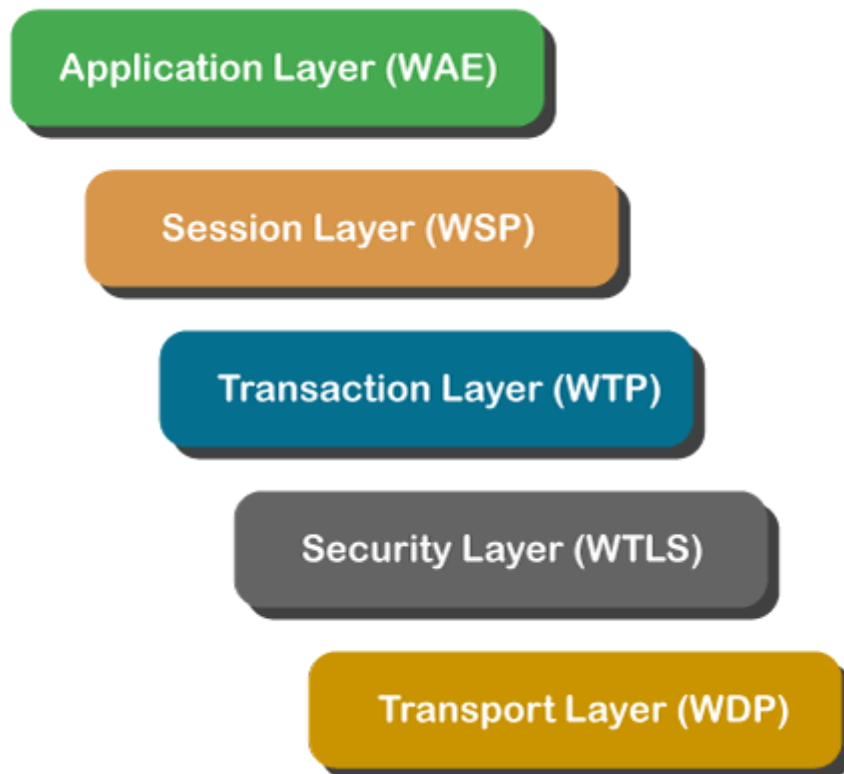 Application Layer (WAE)
Session Layer (WSP)
Transaction Layer (WTP)
Security Layer (WTLS)
Transport Layer (WDP)